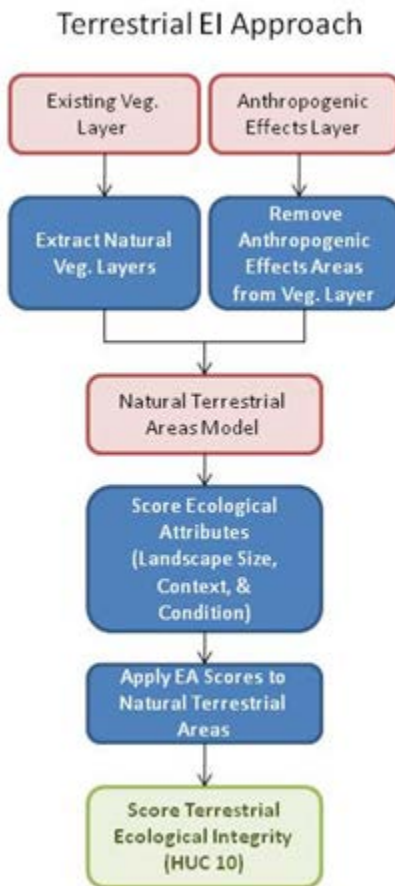 Terrestrial EI Approach
Existing Veg.
Layer
Anthropogenic
Effects Layer
Extract Natural
Veg. Layers
Remove
Anthropogenic
Effects Areas
from Veg. Layer
Natural Terrestrial
Areas Model
Score Ecological
Attributes
(Landscape Size,
Context, &
Condition)
Apply EA Scores to
Natural Terrestrial
Areas
Score Terrestrial
Ecological Integrity
(HUC 10)